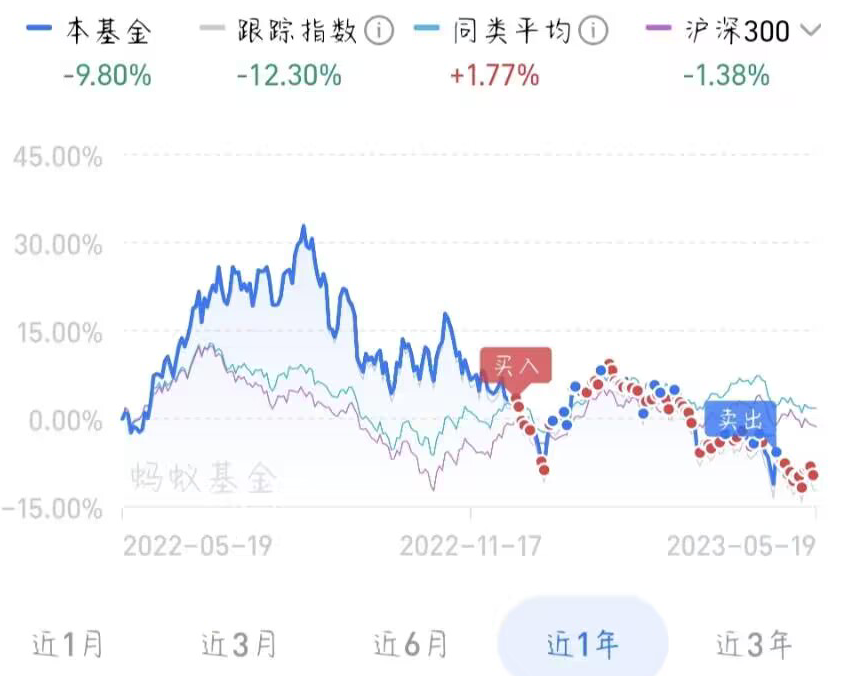 本基金 跟踪指数 同类平均 沪深300
-9.80% -12.30% +1.77% -1.38%
45.00%
30.00%
15.00%
买入
0.00%
卖出
蚂蚁基金
-15.00%
2022-05-19 2022-11-17 2023-05-19
近1月 近3月 近6月 近1年 近3年